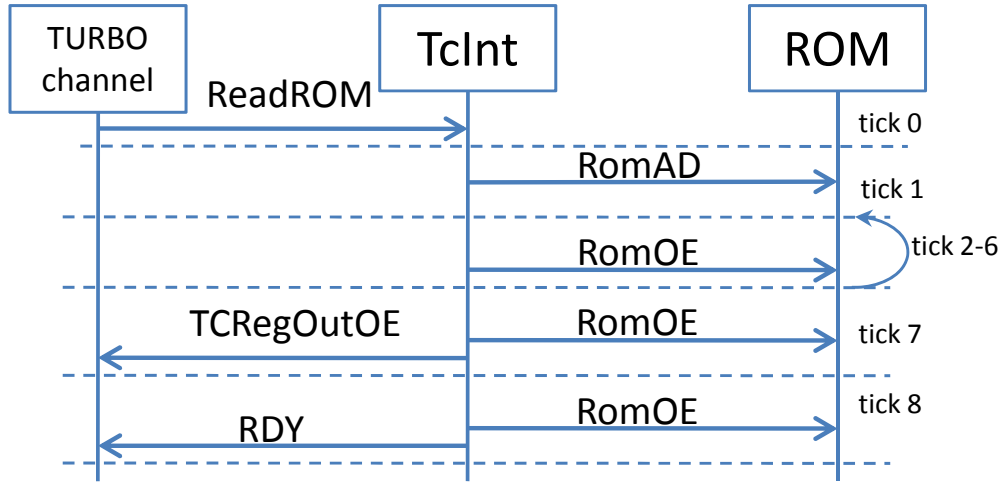 TURBO
channel
TcInt
ROM
ReadROM
tick 0
RomAD
tick 1
RomOE
tick 2-6
TCRegOutOE
RomOE
tick 7
RDY
RomOE
tick 8